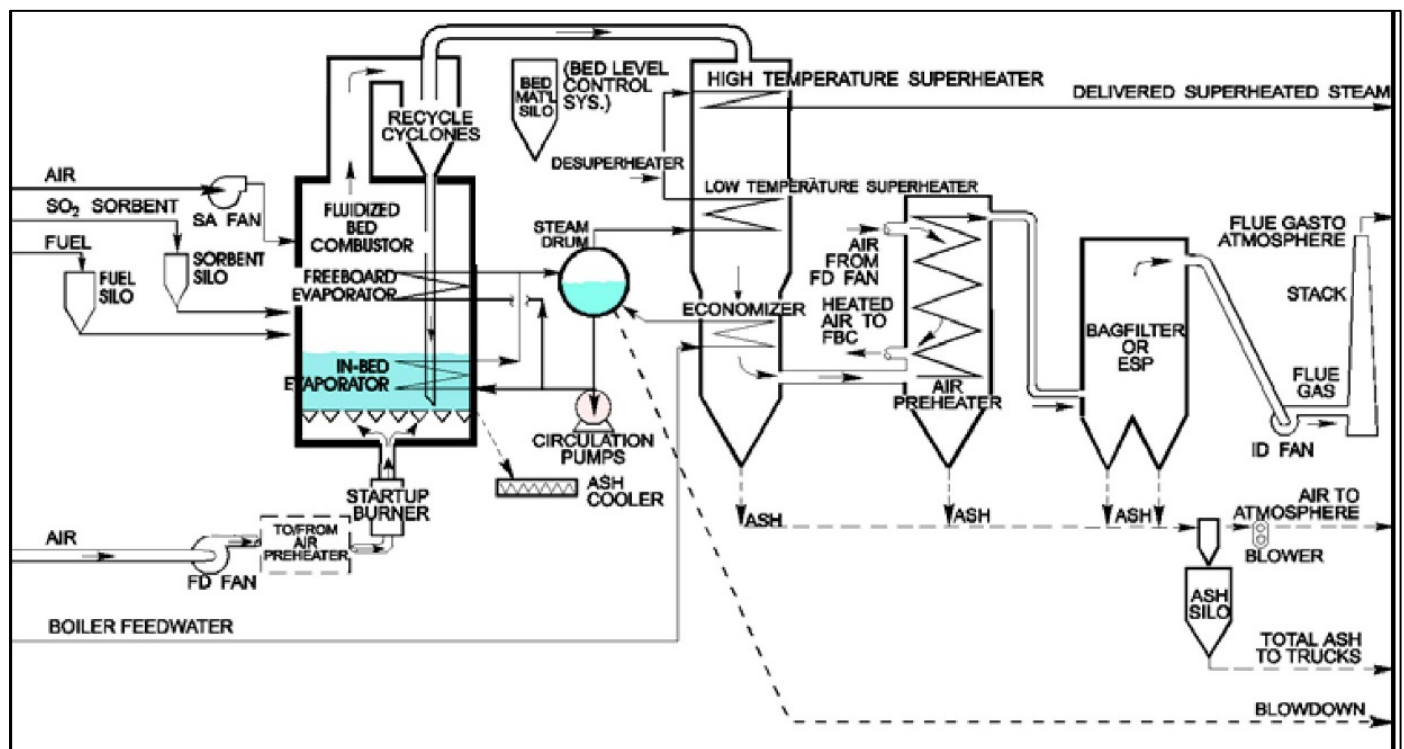 BED
MAT'L
SILO
(BED LEVEL
CONTROL
SYS.)
HIGH TEMPERATURE SUPERHEATER
DELIVERED SUPERHEATED STEAM
RECYCLE
CYCLONES
DESUPERHEATER
AIR
SA FAN
SO₂ SORBENT
FUEL
SORBENT
SILO
FUEL
SILO
FLUIDIZED
BED
COMBUSTOR
FREEBOARD
EVAPORATOR
IN-BED
EVAPORATOR
STEAM
DRUM
LOW TEMPERATURE SUPERHEATER
AIR
FROM
FD FAN
HEATED
AIR TO
FBC
ECONOMIZER
AIR
PREHEATER
BAGFILTER
OR
ESP
FLUE GASTO
ATMOSPHERE
STACK
FLUE
GAS
ID FAN
CIRCULATION
PUMPS
ASH
COOLER
STARTUP
BURNER
AIR
FD FAN
TO/FROM
AIR
PREHEATER
ASH
ASH
ASH
AIR TO
ATMOSPHERE
BLOWER
ASH
SILO
BOILER FEEDWATER
TOTAL ASH
TO TRUCKS
BLOWDOWN